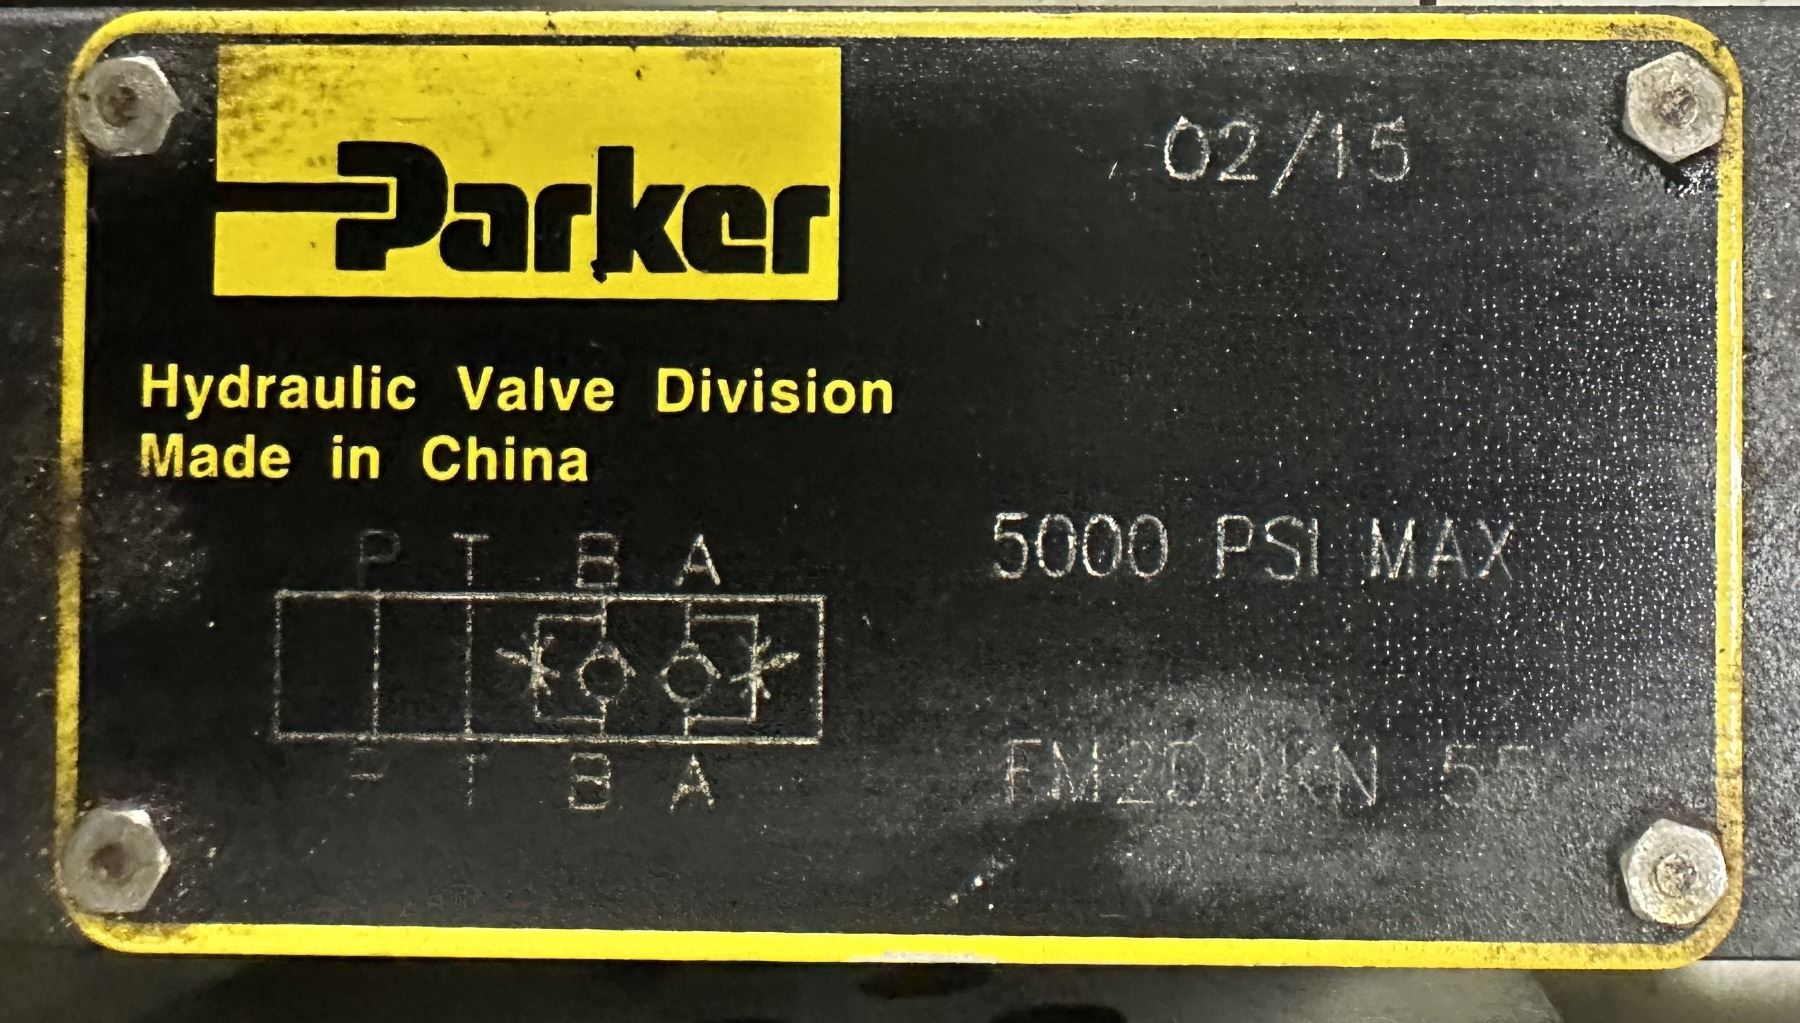 Parker
02/15
Hydraulic Valve Division
Made in China
P T B A
5000 PSI MAX
P T B A
FM2DDKN 55